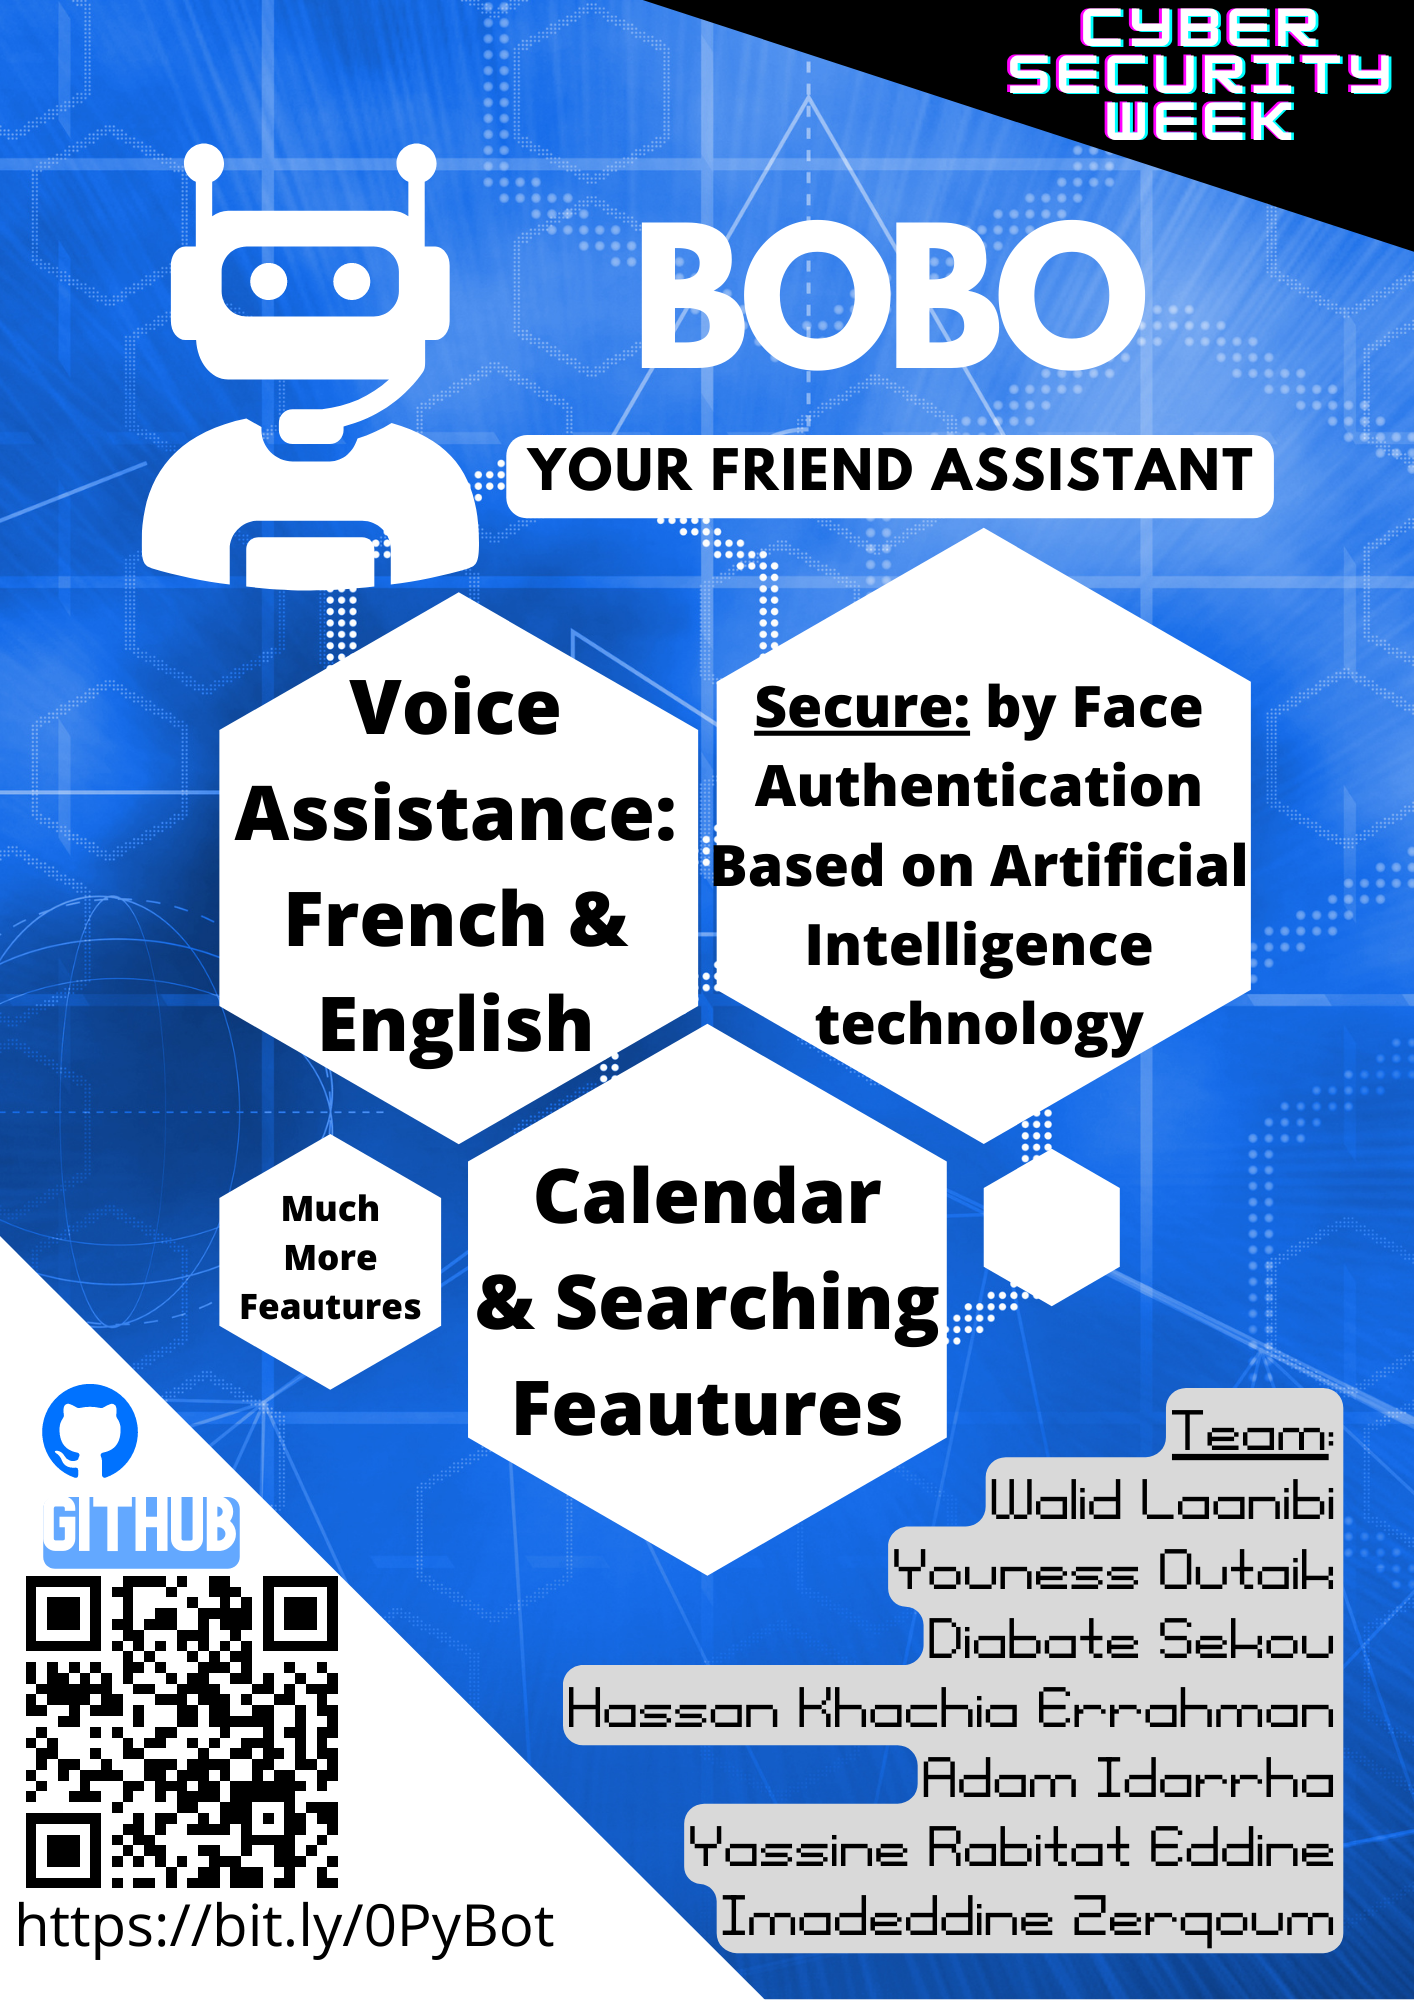 CYBER
SECURITY
WEEK
BOBO
YOUR FRIEND ASSISTANT
Voice
Assistance:
French &
English
Secure: by Face
Authentication
Based on Artificial
Intelligence
technology
Much
More
Feautures
Calendar
& Searching
Feautures
GITHUB
https://bit.ly/0PyBot
Team:
Walid Laanibi
Youness Outaik
Diabate Sekou
Hassan Khachia Errahman
Adam Idarrha
Yassine Rabitat Eddine
Imadeddine Zerqoum